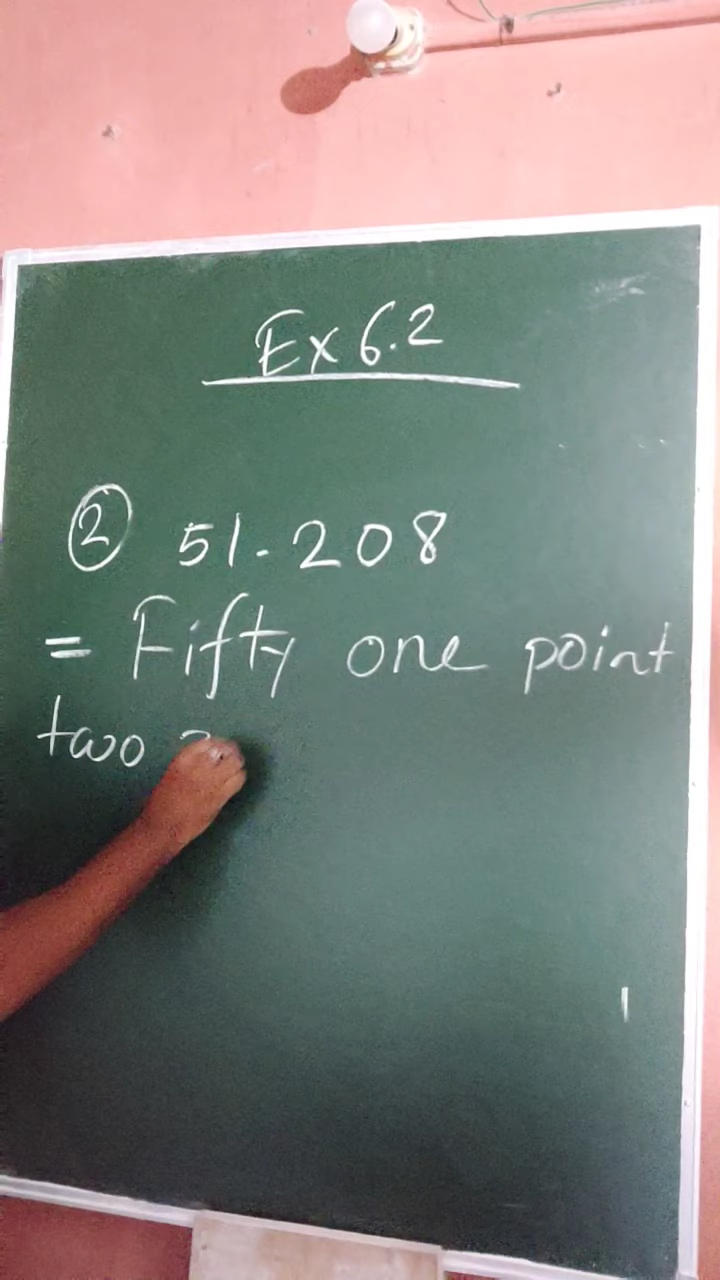 Ex 6.2
② 51.208
= Fifty one point
two